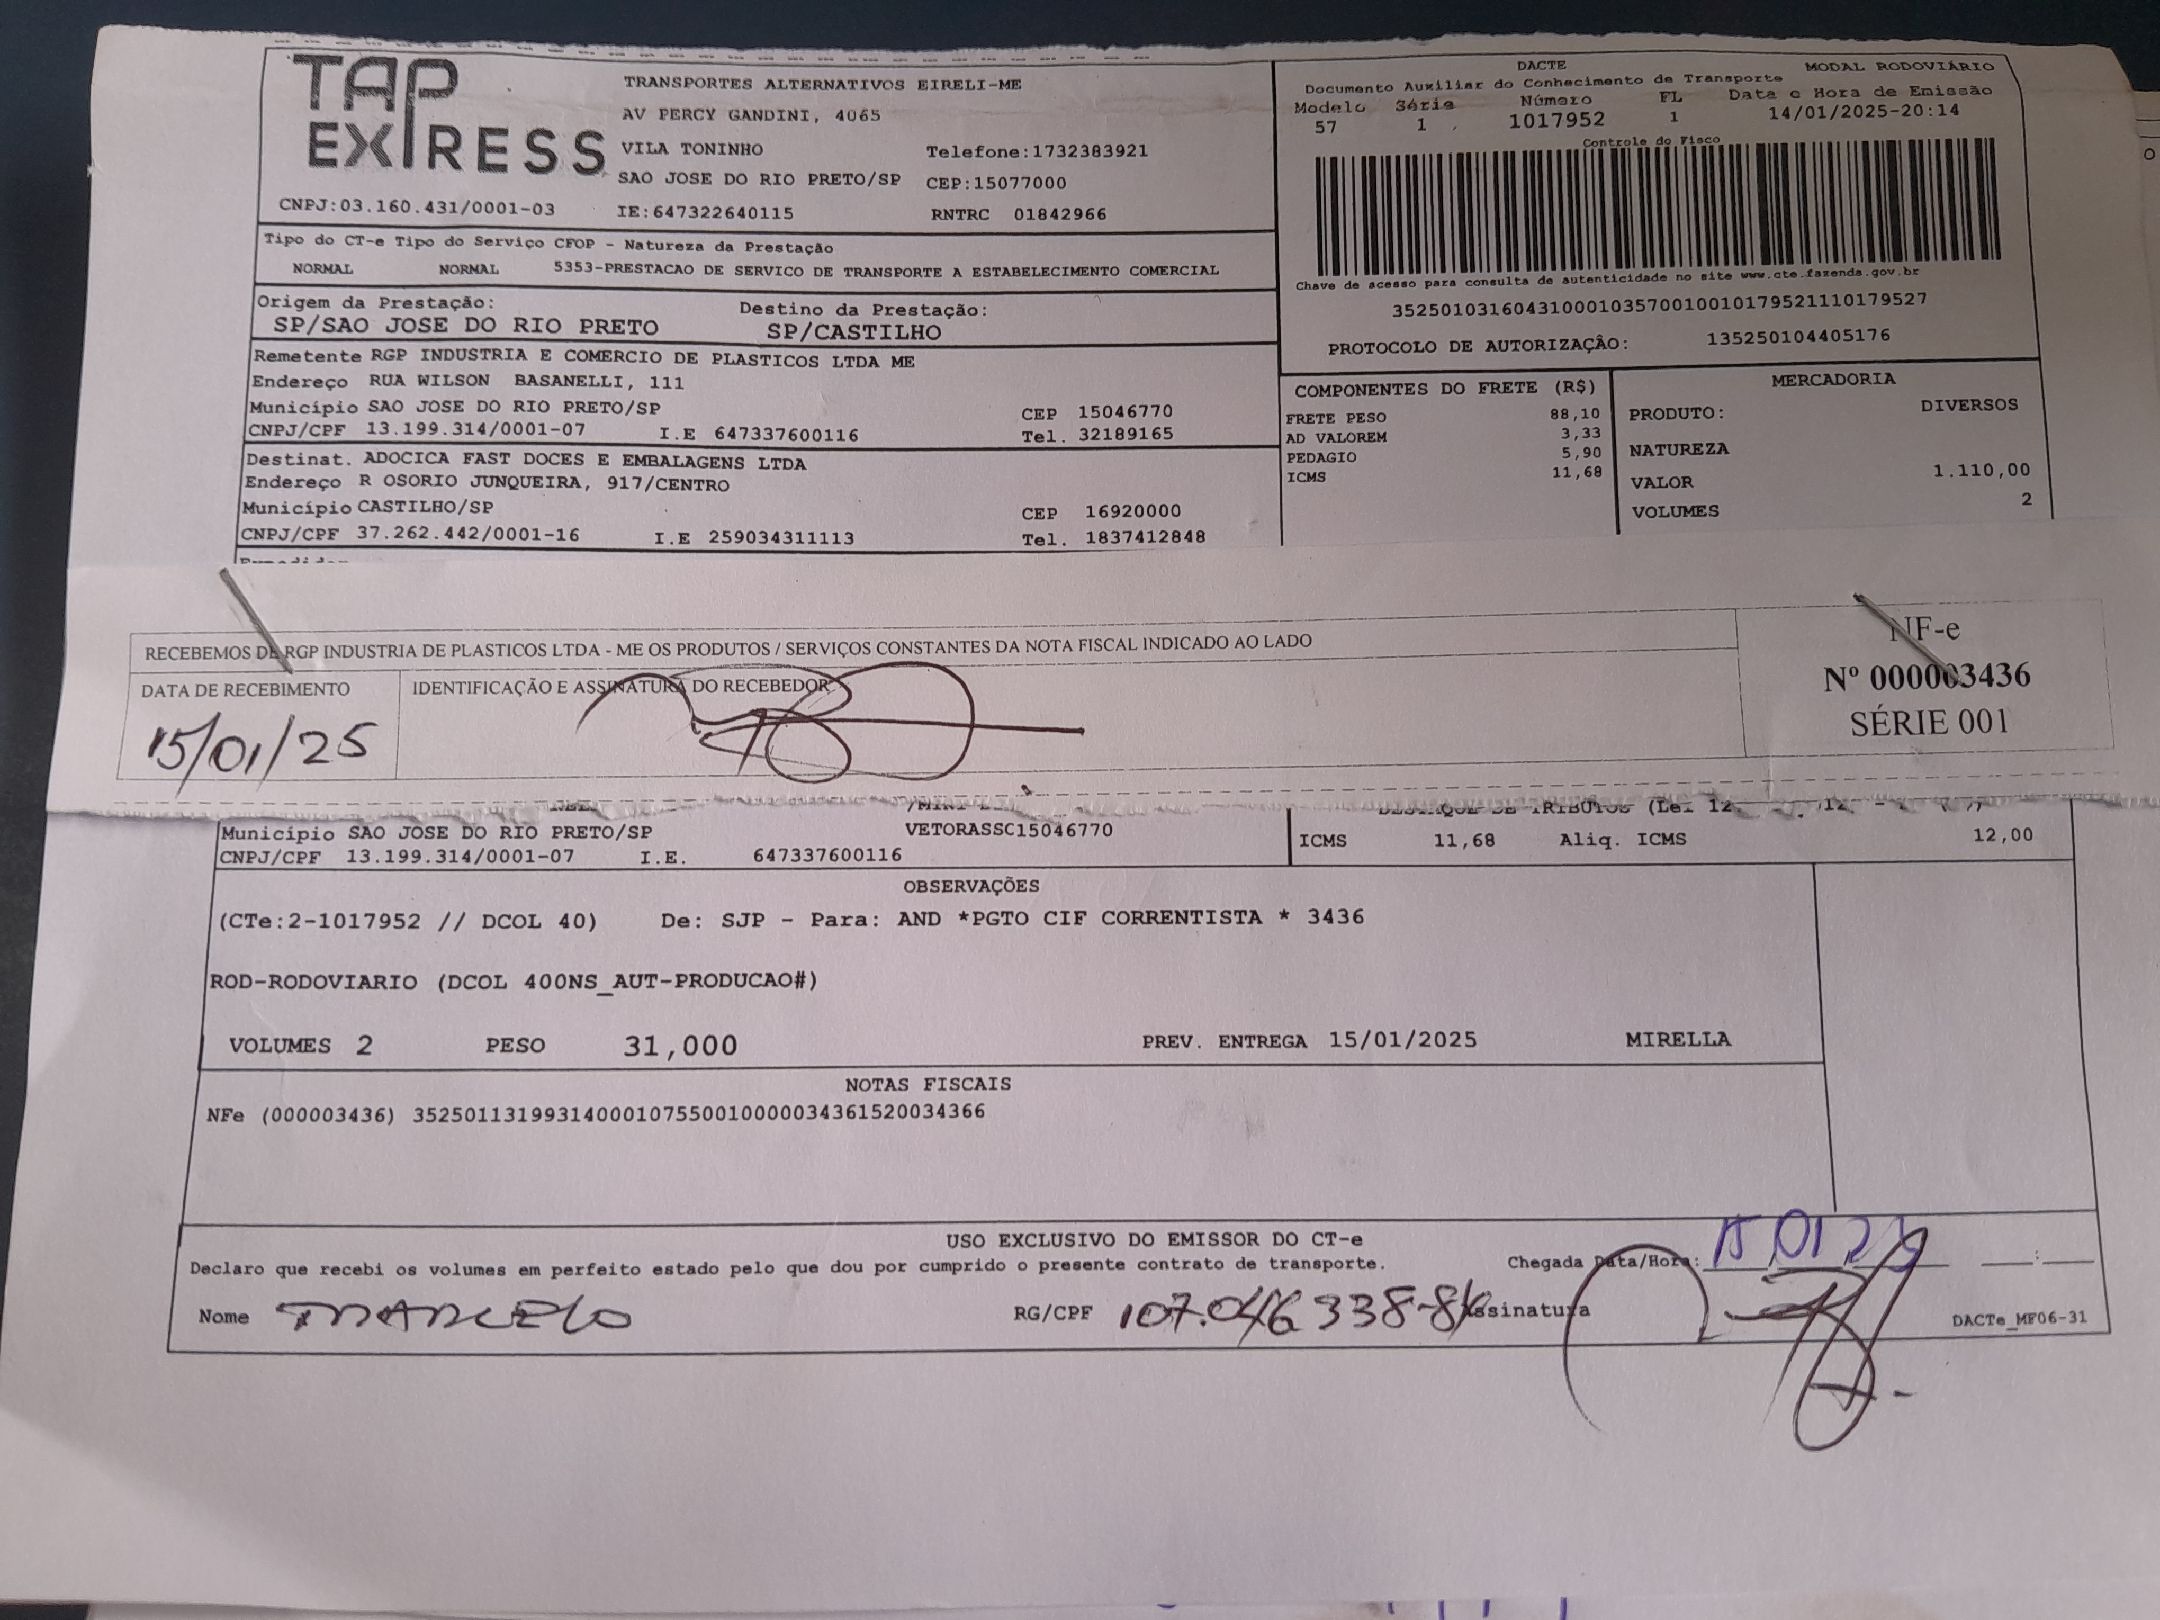 TAP
EXPRESS
TRANSPORTES ALTERNATIVOS EIRELI-ME
AV PERCY GANDINI, 4065
VILA TONINHO Telefone:1732383921
SAO JOSE DO RIO PRETO/SP CEP:15077000
CNPJ:03.160.431/0001-03 IE:647322640115 RNTRC 01842966
DACTE MODAL RODOVIÁRIO
Documento Auxiliar do Conhecimento de Transporte
Modelo Série Número FL Data e Hora de Emissão
57 1 1017952 1 14/01/2025-20:14
Controle do Fisco
Chave de acesso para consulta de autenticidade no site www.cte.fazenda.gov.br
35250103160431000103570010010179521110179527
PROTOCOLO DE AUTORIZAÇÃO: 135250104405176
Tipo do CT-e Tipo do Serviço CFOP - Natureza da Prestação
NORMAL NORMAL 5353-PRESTACAO DE SERVICO DE TRANSPORTE A ESTABELECIMENTO COMERCIAL
Origem da Prestação: Destino da Prestação:
SP/SAO JOSE DO RIO PRETO SP/CASTILHO
Remetente RGP INDUSTRIA E COMERCIO DE PLASTICOS LTDA ME
Endereço RUA WILSON BASANELLI, 111
Município SAO JOSE DO RIO PRETO/SP CEP 15046770
CNPJ/CPF 13.199.314/0001-07 I.E 647337600116 Tel. 32189165
Destinat. ADOCICA FAST DOCES E EMBALAGENS LTDA
Endereço R OSORIO JUNQUEIRA, 917/CENTRO
Município CASTILHO/SP CEP 16920000
CNPJ/CPF 37.262.442/0001-16 I.E 259034311113 Tel. 1837412848
COMPONENTES DO FRETE (R$)
FRETE PESO 88,10
AD VALOREM 3,33
PEDAGIO 5,90
ICMS 11,68
MERCADORIA
PRODUTO: DIVERSOS
NATUREZA
VALOR 1.110,00
VOLUMES 2
RECEBEMOS DE RGP INDUSTRIA DE PLASTICOS LTDA - ME OS PRODUTOS / SERVIÇOS CONSTANTES DA NOTA FISCAL INDICADO AO LADO
DATA DE RECEBIMENTO IDENTIFICAÇÃO E ASSINATURA DO RECEBEDOR
15/01/25
NF-e
Nº 000003436
SÉRIE 001
Município SAO JOSE DO RIO PRETO/SP VETORASSC15046770
CNPJ/CPF 13.199.314/0001-07 I.E. 647337600116
TRIBUTOS (Lei 12.
ICMS 11,68 Aliq. ICMS 12,00
OBSERVAÇÕES
(CTe:2-1017952 // DCOL 40) De: SJP - Para: AND *PGTO CIF CORRENTISTA * 3436
ROD-RODOVIARIO (DCOL 400NS_AUT-PRODUCAO#)
VOLUMES 2 PESO 31,000 PREV. ENTREGA 15/01/2025 MIRELLA
NOTAS FISCAIS
NFe (000003436) 35250113199314000107550010000034361520034366
USO EXCLUSIVO DO EMISSOR DO CT-e
Declaro que recebi os volumes em perfeito estado pelo que dou por cumprido o presente contrato de transporte. Chegada Data/Hora: 15 01 25 __:__
Nome MARCELO RG/CPF 107.046338-84 Assinatura DACTe_MF06-31